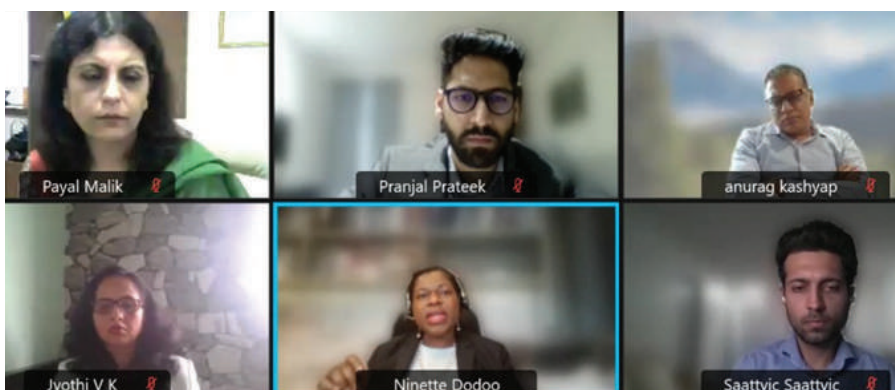 Payal Malik
Pranjal Prateek
anurag kashyap
Jyothi V K
Ninette Dodoo
Saattvic Saattvic